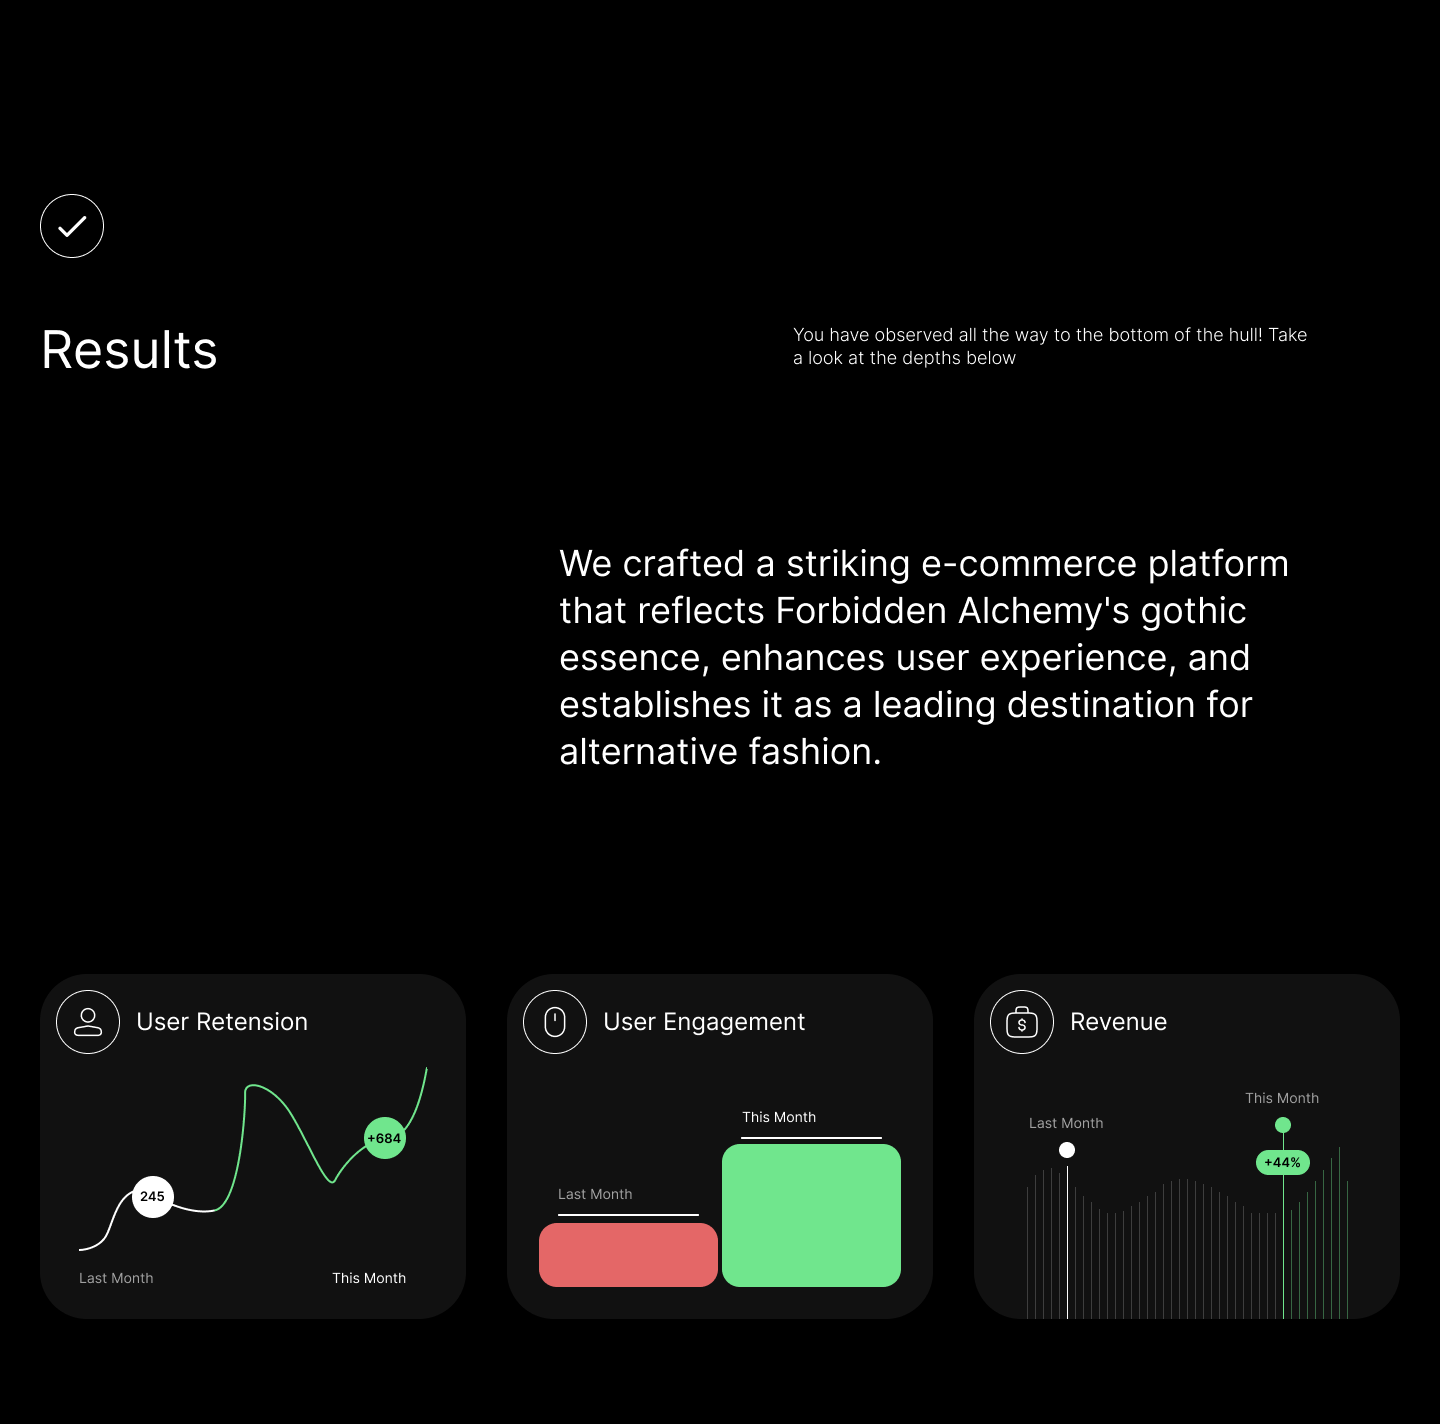 Results
You have observed all the way to the bottom of the hull! Take
a look at the depths below
We crafted a striking e-commerce platform
that reflects Forbidden Alchemy's gothic
essence, enhances user experience, and
establishes it as a leading destination for
alternative fashion.
User Retension
+684
245
Last Month
This Month
User Engagement
This Month
Last Month
Revenue
$
This Month
Last Month
+44%